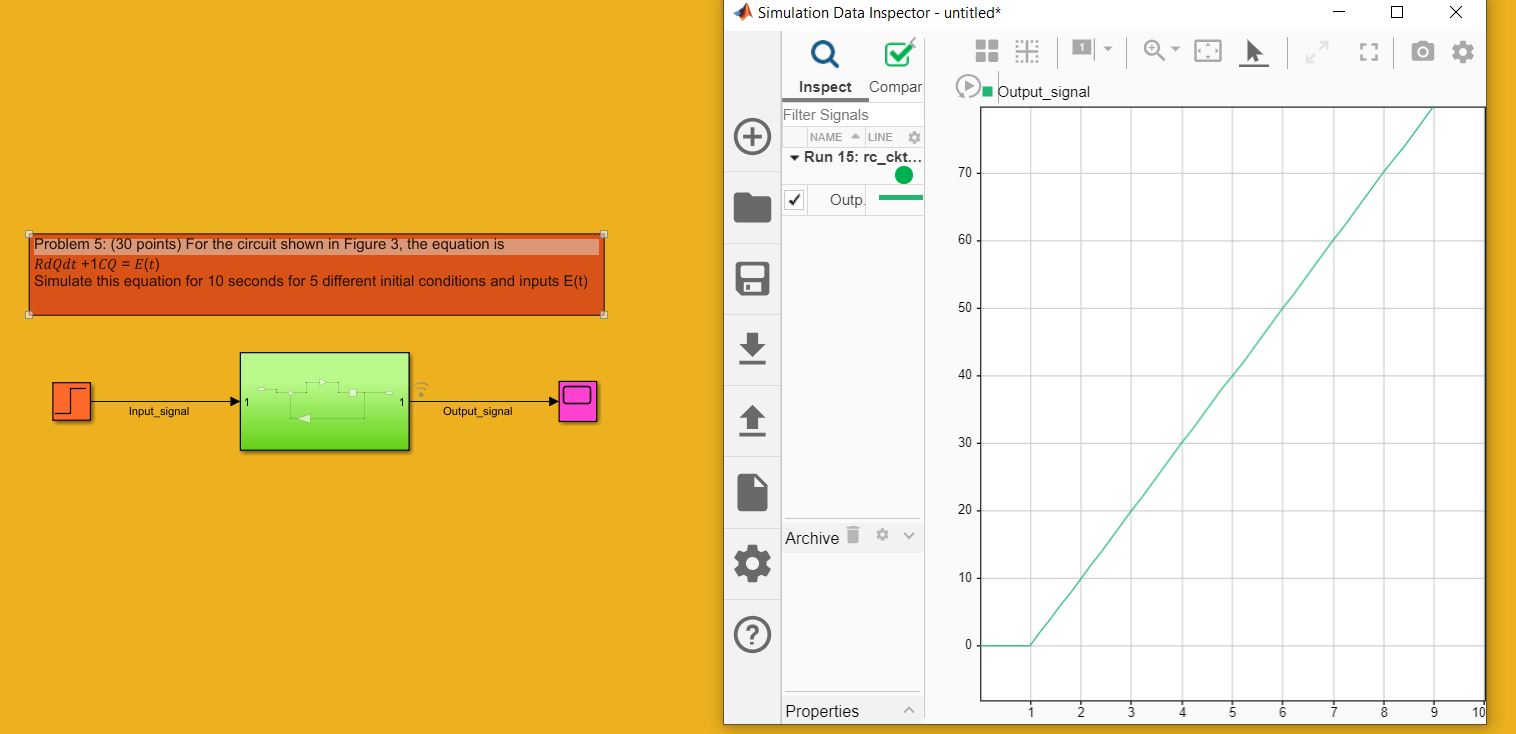 Problem 5: (30 points) For the circuit shown in Figure 3, the equation is
RdQdt +1CQ = E(t)
Simulate this equation for 10 seconds for 5 different initial conditions and inputs E(t)
Input_signal
1
1
Output_signal
Simulation Data Inspector - untitled*
1
Inspect
Compar
Output_signal
Filter Signals
NAME
LINE
Run 15: rc_ckt...
Outp.
Archive
Properties
70
60
50
40
30
20
10
0
1 2 3 4 5 6 7 8 9 10